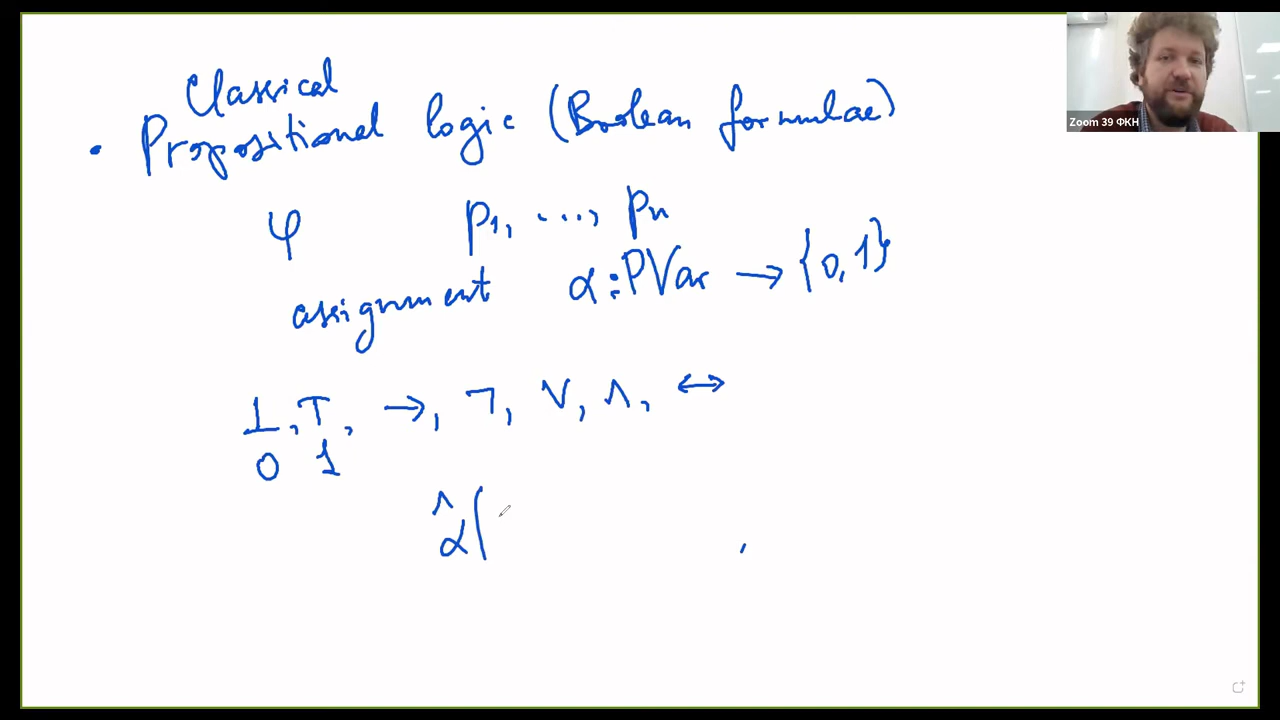 Classical
• Propositional logic (Boolean formulae)
φ p₁, ..., pₙ
assignment α : PVar → {0, 1}
⊥, ⊤, →, ¬, ∨, ∧, ↔
0 1
α̂(
Zoom 39 ФКН